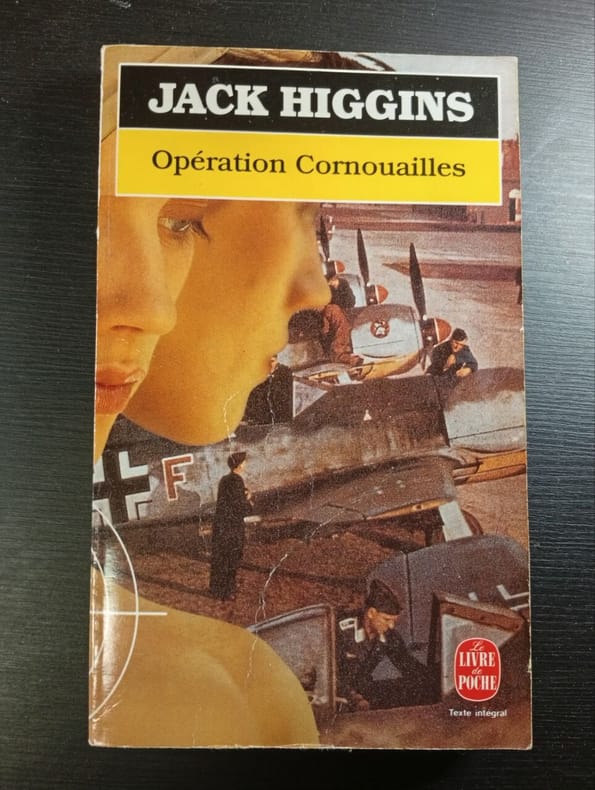 JACK HIGGINS
Opération Cornouailles
F
Le
LIVRE
de
POCHE
Texte intégral